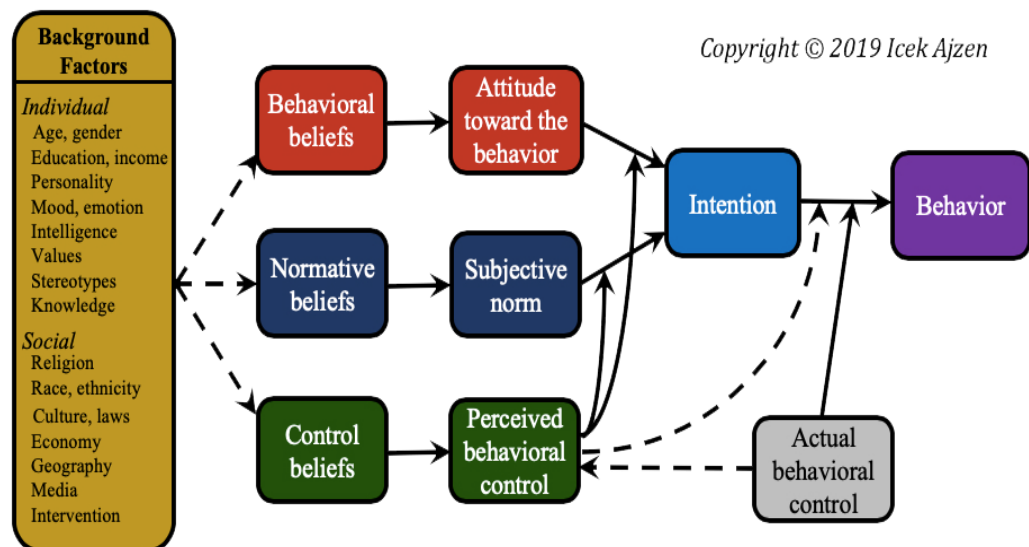 Background
Factors
Individual
Age, gender
Education, income
Personality
Mood, emotion
Intelligence
Values
Stereotypes
Knowledge
Social
Religion
Race, ethnicity
Culture, laws
Economy
Geography
Media
Intervention
Copyright © 2019 Icek Ajzen
Behavioral
beliefs
Attitude
toward the
behavior
Normative
beliefs
Subjective
norm
Control
beliefs
Perceived
behavioral
control
Intention
Behavior
Actual
behavioral
control